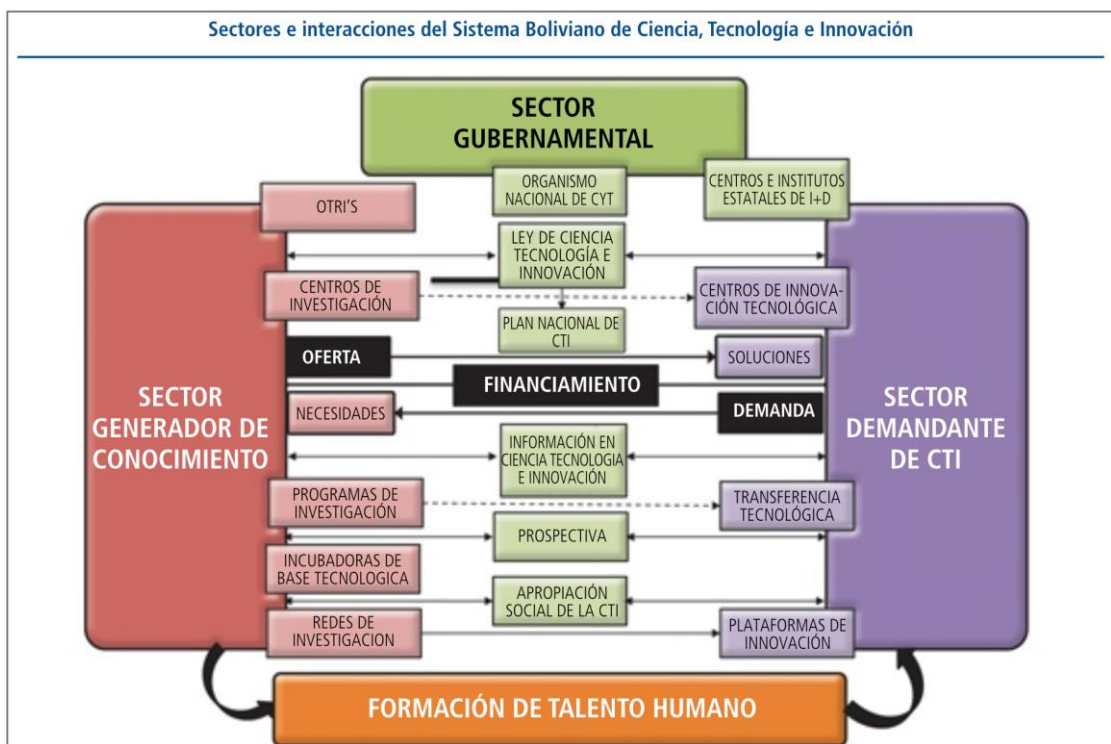 Sectores e interacciones del Sistema Boliviano de Ciencia, Tecnología e Innovación
SECTOR
GUBERNAMENTAL
OTRI'S
ORGANISMO
NACIONAL DE CYT
CENTROS E INSTITUTOS
ESTATALES DE I+D
LEY DE CIENCIA
TECNOLOGÍA E
INNOVACIÓN
CENTROS DE
INVESTIGACIÓN
CENTROS DE INNOVA-
CIÓN TECNOLÓGICA
PLAN NACIONAL DE
CTI
OFERTA
SOLUCIONES
FINANCIAMIENTO
SECTOR
GENERADOR DE
CONOCIMIENTO
NECESIDADES
DEMANDA
SECTOR
DEMANDANTE
DE CTI
INFORMACIÓN EN
CIENCIA TECNOLOGIA
E INNOVACIÓN
PROGRAMAS DE
INVESTIGACIÓN
TRANSFERENCIA
TECNOLÓGICA
PROSPECTIVA
INCUBADORAS DE
BASE TECNOLOGICA
APROPIACIÓN
SOCIAL DE LA CTI
REDES DE
INVESTIGACION
PLATAFORMAS DE
INNOVACIÓN
FORMACIÓN DE TALENTO HUMANO